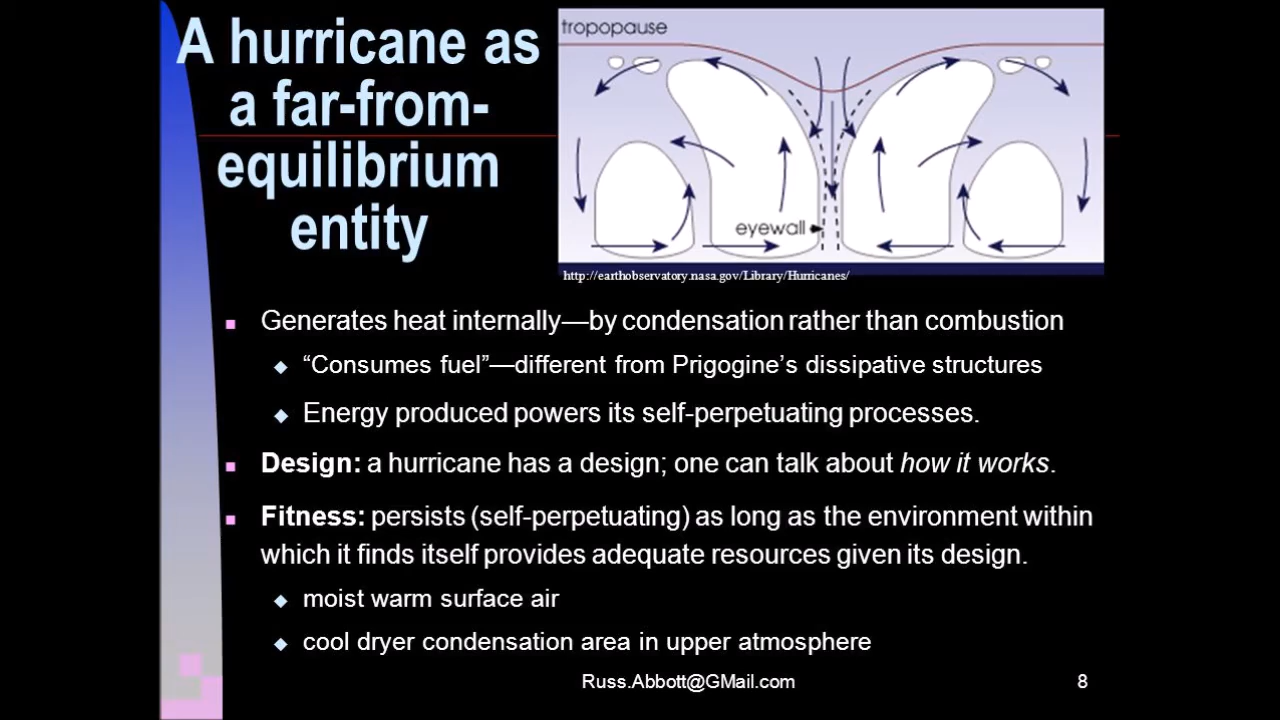 A hurricane as
a far-from-
equilibrium
entity
tropopause
eyewall
http://earthobservatory.nasa.gov/Library/Hurricanes/
Generates heat internally—by condensation rather than combustion
“Consumes fuel”—different from Prigogine’s dissipative structures
Energy produced powers its self-perpetuating processes.
Design: a hurricane has a design; one can talk about how it works.
Fitness: persists (self-perpetuating) as long as the environment within
which it finds itself provides adequate resources given its design.
moist warm surface air
cool dryer condensation area in upper atmosphere
Russ.Abbott@GMail.com
8